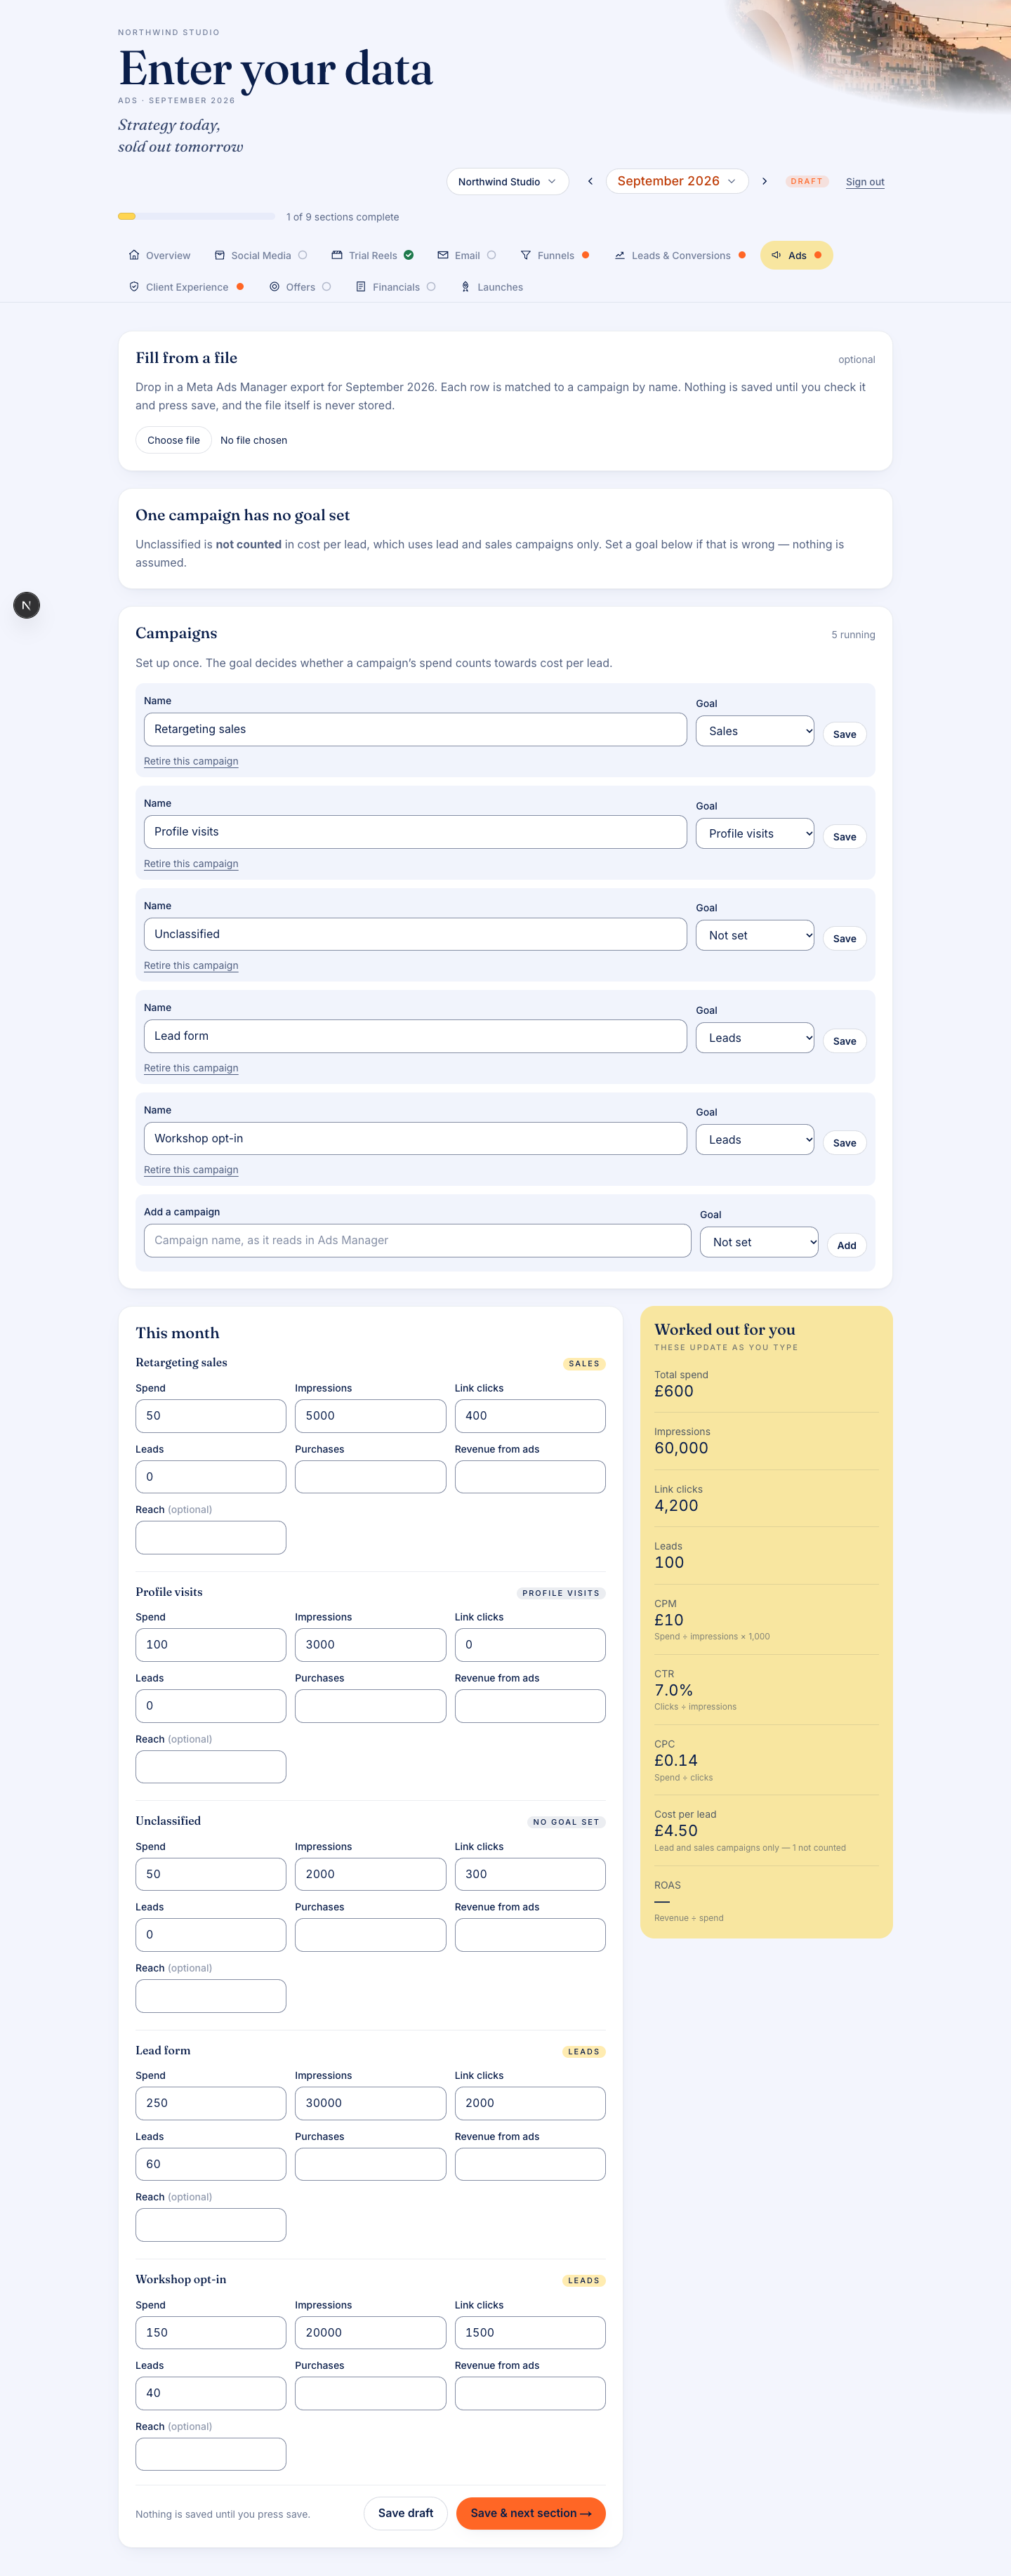 NORTHWIND STUDIO
Enter your data
ADS · SEPTEMBER 2026
Strategy today,
sold out tomorrow
Northwind Studio
September 2026
DRAFT
Sign out
1 of 9 sections complete
Overview
Social Media
Trial Reels
Email
Funnels
Leads & Conversions
Ads
Client Experience
Offers
Financials
Launches
Fill from a file
optional
Drop in a Meta Ads Manager export for September 2026. Each row is matched to a campaign by name. Nothing is saved until you check it
and press save, and the file itself is never stored.
Choose file No file chosen
One campaign has no goal set
Unclassified is not counted in cost per lead, which uses lead and sales campaigns only. Set a goal below if that is wrong — nothing is
assumed.
N
Campaigns
5 running
Set up once. The goal decides whether a campaign's spend counts towards cost per lead.
Name
Goal
Retargeting sales
Sales
Save
Retire this campaign
Name
Goal
Profile visits
Profile visits
Save
Retire this campaign
Name
Goal
Unclassified
Not set
Save
Retire this campaign
Name
Goal
Lead form
Leads
Save
Retire this campaign
Name
Goal
Workshop opt-in
Leads
Save
Retire this campaign
Add a campaign
Goal
Campaign name, as it reads in Ads Manager
Not set
Add
This month
Retargeting sales
SALES
Spend Impressions Link clicks
50 5000 400
Leads Purchases Revenue from ads
0
Reach (optional)
Profile visits
PROFILE VISITS
Spend Impressions Link clicks
100 3000 0
Leads Purchases Revenue from ads
0
Reach (optional)
Unclassified
NO GOAL SET
Spend Impressions Link clicks
50 2000 300
Leads Purchases Revenue from ads
0
Reach (optional)
Lead form
LEADS
Spend Impressions Link clicks
250 30000 2000
Leads Purchases Revenue from ads
60
Reach (optional)
Workshop opt-in
LEADS
Spend Impressions Link clicks
150 20000 1500
Leads Purchases Revenue from ads
40
Reach (optional)
Nothing is saved until you press save.
Save draft
Save & next section →
Worked out for you
THESE UPDATE AS YOU TYPE
Total spend
£600
Impressions
60,000
Link clicks
4,200
Leads
100
CPM
£10
Spend ÷ impressions × 1,000
CTR
7.0%
Clicks ÷ impressions
CPC
£0.14
Spend ÷ clicks
Cost per lead
£4.50
Lead and sales campaigns only — 1 not counted
ROAS
—
Revenue ÷ spend